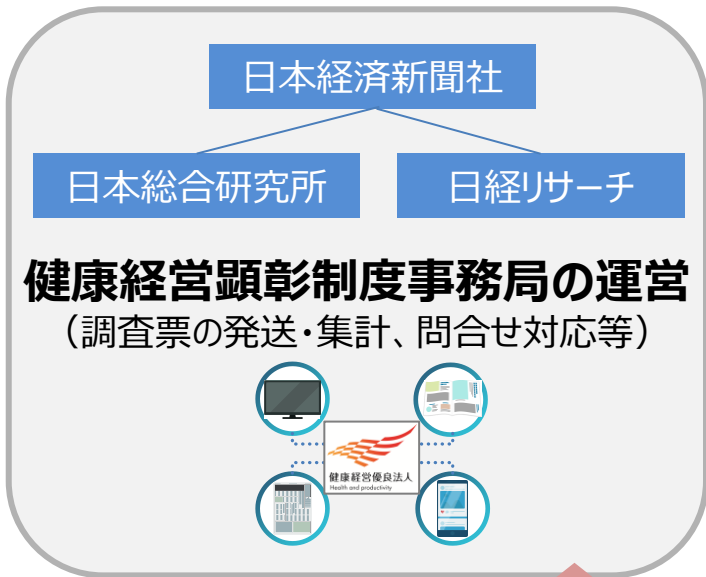 日本経済新聞社
日本総合研究所
日経リサーチ
健康経営顕彰制度事務局の運営
（調査票の発送・集計、問合せ対応等）
健康経営優良法人
Health and productivity